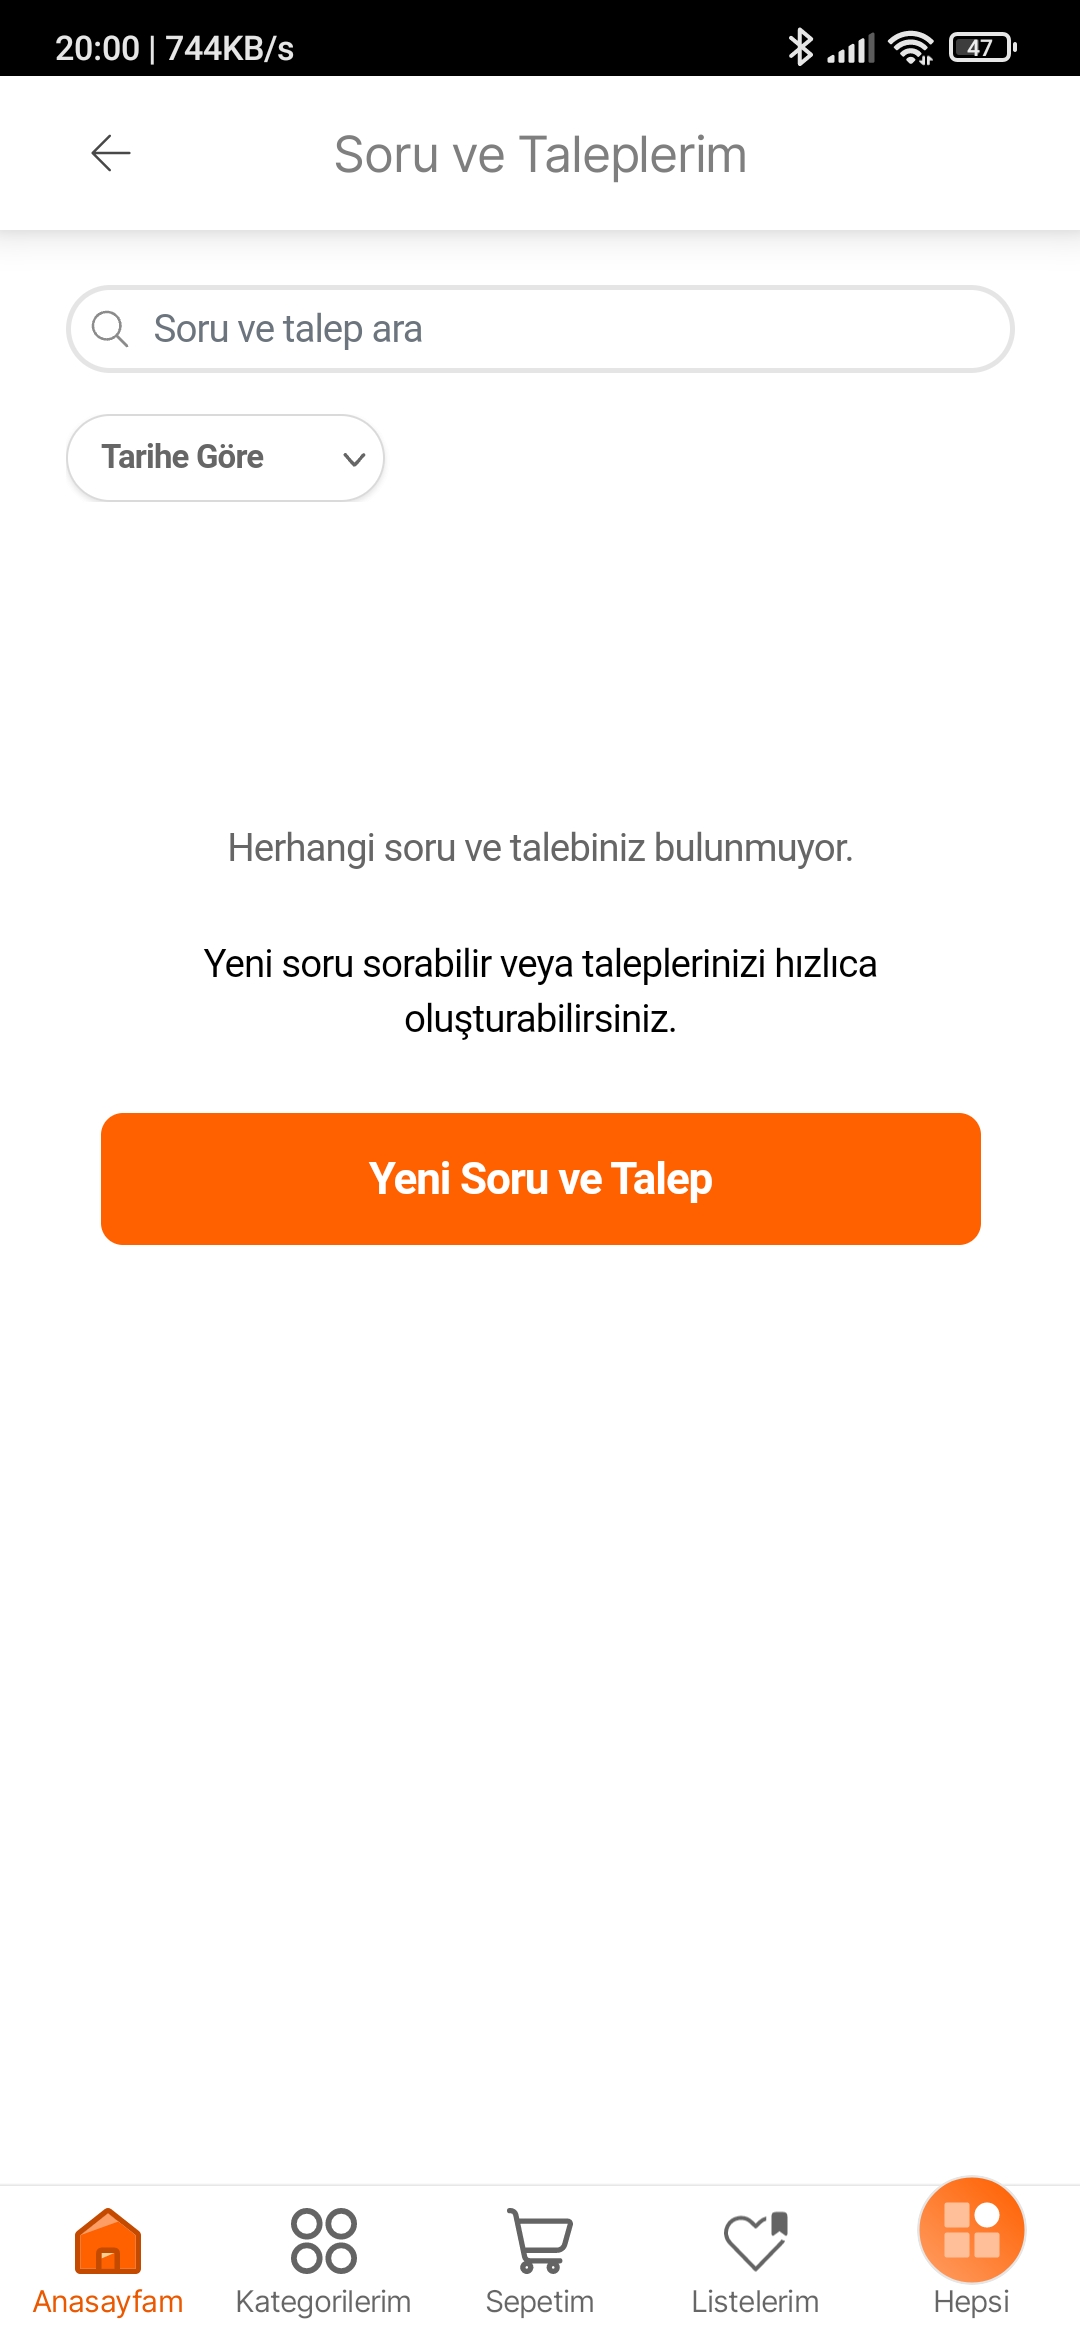 20:00 | 744KB/s
47
Soru ve Taleplerim
Soru ve talep ara
Tarihe Göre
Herhangi soru ve talebiniz bulunmuyor.
Yeni soru sorabilir veya taleplerinizi hızlıca
oluşturabilirsiniz.
Yeni Soru ve Talep
Anasayfam
Kategorilerim
Sepetim
Listelerim
Hepsi